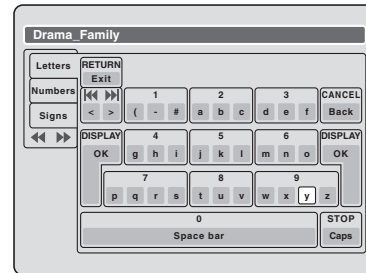 Drama_Family
Letters
Numbers
Signs
RETURN
Exit
< >
1
( - #
2
a b c
3
d e f
CANCEL
Back
DISPLAY
OK
4
g h i
5
j k l
6
m n o
DISPLAY
OK
7
p q r s
8
t u v
9
w x y z
0
Space bar
STOP
Caps